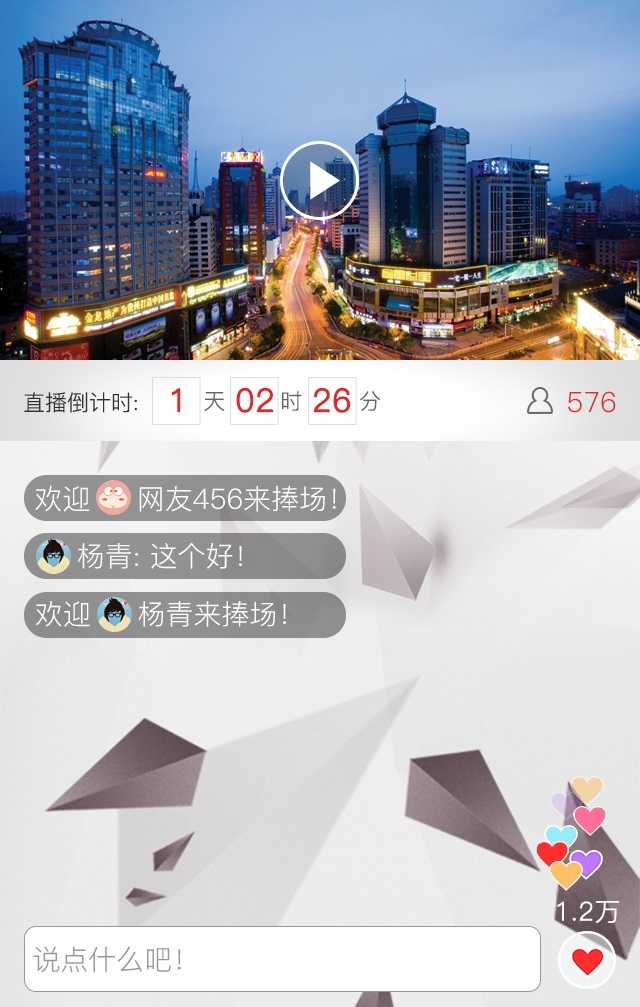 直播倒计时: 1 天 02 时 26 分 576
欢迎 网友456来捧场!
杨青: 这个好!
欢迎 杨青来捧场!
1.2万
说点什么吧!